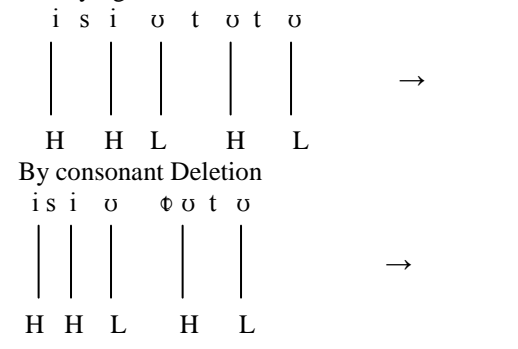 i s i ʊ t ʊ t ʊ
→
H H L H L
By consonant Deletion
i s i ʊ ȼ ʊ t ʊ
→
H H L H L